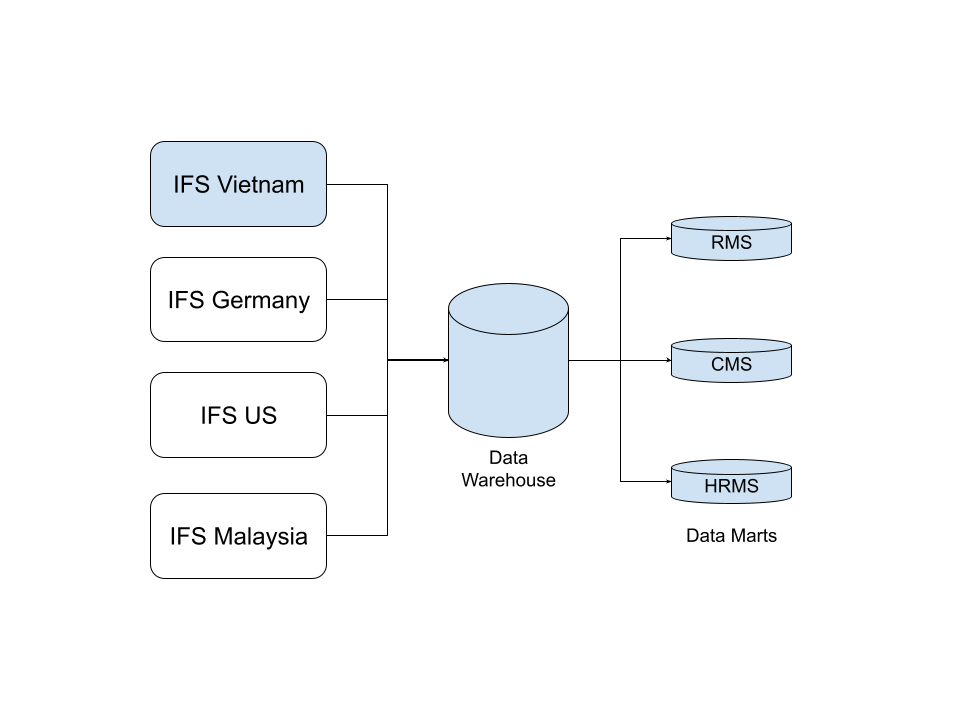 IFS Vietnam
IFS Germany
IFS US
IFS Malaysia
Data
Warehouse
RMS
CMS
HRMS
Data Marts